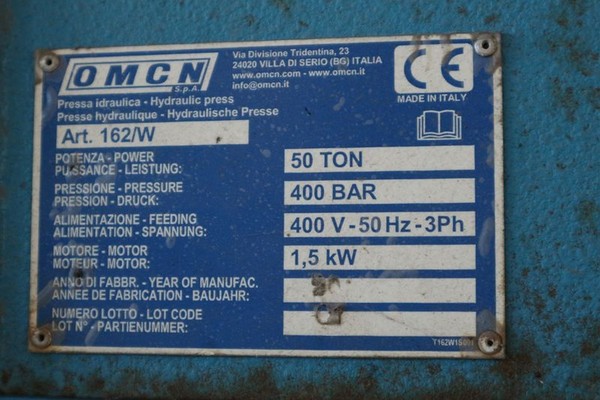 OMCN
S.p.A.
Via Divisione Tridentina, 23
24020 VILLA DI SERIO (BG) ITALIA
www.omcn.com - www.omcn.it
info@omcn.it
CE
MADE IN ITALY
Pressa idraulica - Hydraulic press
Presse hydraulique - Hydraulische Presse
Art. 162/W
POTENZA - POWER
PUISSANCE - LEISTUNG:
50 TON
PRESSIONE - PRESSURE
PRESSION - DRUCK:
400 BAR
ALIMENTAZIONE - FEEDING
ALIMENTATION - SPANNUNG:
400 V - 50 Hz - 3Ph
MOTORE - MOTOR
MOTEUR - MOTOR:
1,5 kW
ANNO DI FABBR. - YEAR OF MANUFAC.
ANNÉE DE FABRICATION - BAUJAHR:
NUMERO LOTTO - LOT CODE
LOT N° - PARTIENUMMER: